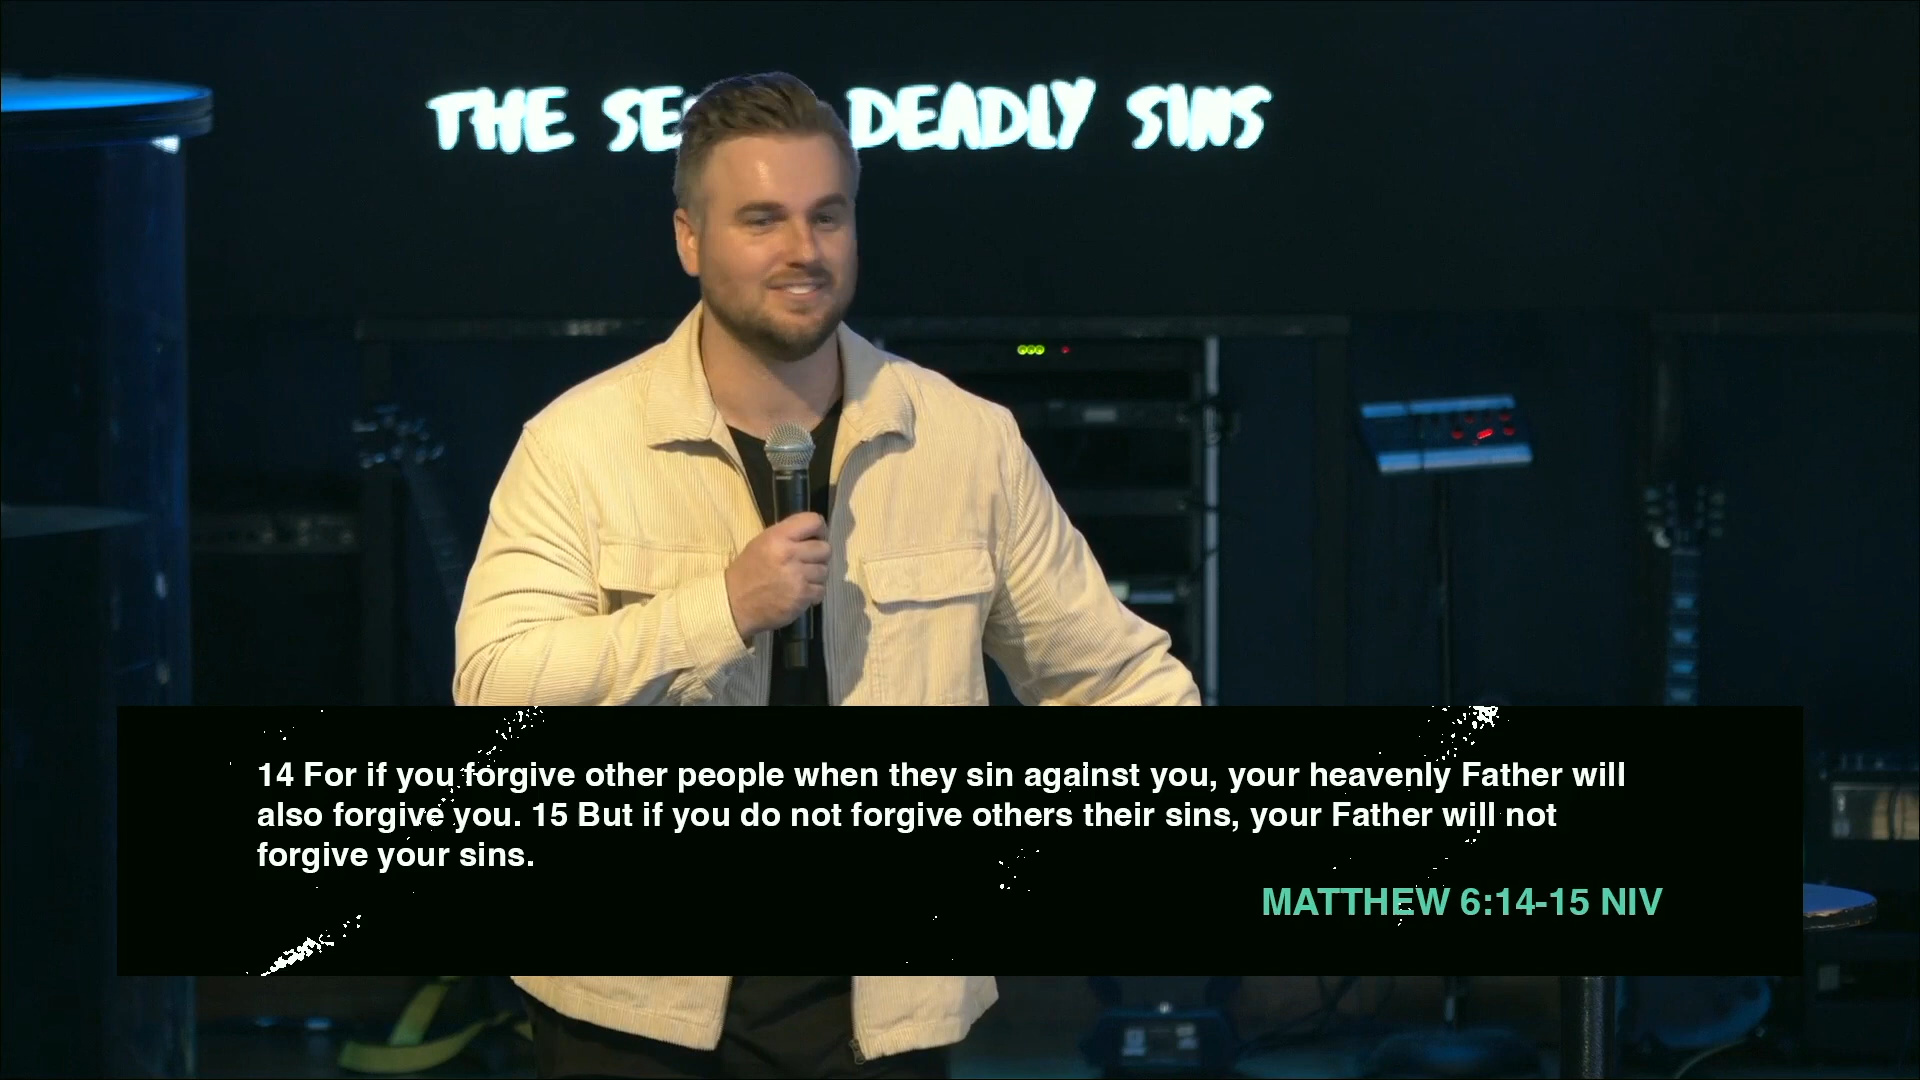 THE DEADLY SINS
14 For if you forgive other people when they sin against you, your heavenly Father will
also forgive you. 15 But if you do not forgive others their sins, your Father will not
forgive your sins.
MATTHEW 6:14-15 NIV